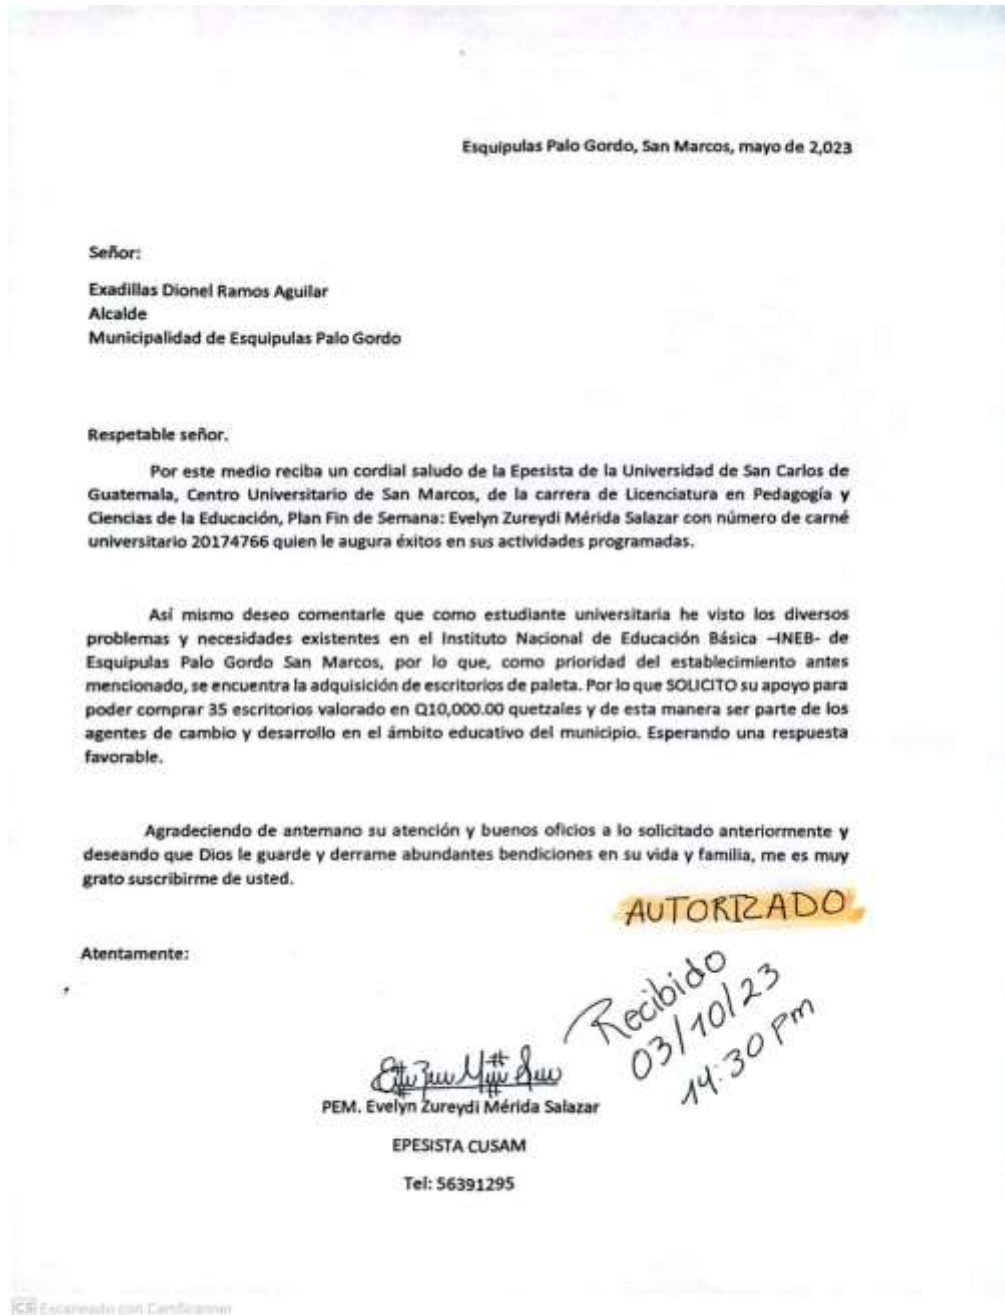 Esquipulas Palo Gordo, San Marcos, mayo de 2,023
Señor:
Exadillas Dionel Ramos Aguilar
Alcalde
Municipalidad de Esquipulas Palo Gordo
Respetable señor.
Por este medio reciba un cordial saludo de la Epesista de la Universidad de San Carlos de
Guatemala, Centro Universitario de San Marcos, de la carrera de Licenciatura en Pedagogía y
Ciencias de la Educación, Plan Fin de Semana: Evelyn Zureydi Mérida Salazar con número de carné
universitario 20174766 quien le augura éxitos en sus actividades programadas.
Así mismo deseo comentarle que como estudiante universitaria he visto los diversos
problemas y necesidades existentes en el Instituto Nacional de Educación Básica –INEB- de
Esquipulas Palo Gordo San Marcos, por lo que, como prioridad del establecimiento antes
mencionado, se encuentra la adquisición de escritorios de paleta. Por lo que SOLICITO su apoyo para
poder comprar 35 escritorios valorado en Q10,000.00 quetzales y de esta manera ser parte de los
agentes de cambio y desarrollo en el ámbito educativo del municipio. Esperando una respuesta
favorable.
Agradeciendo de antemano su atención y buenos oficios a lo solicitado anteriormente y
deseando que Dios le guarde y derrame abundantes bendiciones en su vida y familia, me es muy
grato suscribirme de usted.
AUTORIZADO
Atentamente:
Recibido
03/10/23
14:30 pm
PEM. Evelyn Zureydi Mérida Salazar
EPESISTA CUSAM
Tel: 56391295
CS Escaneado con CamScanner